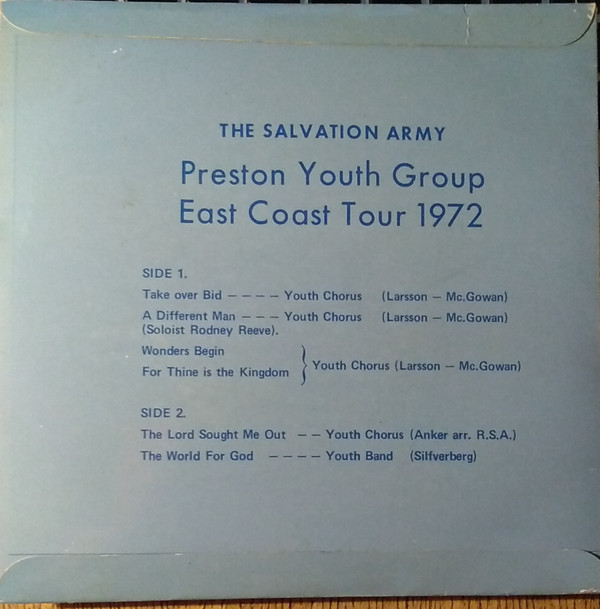 THE SALVATION ARMY
Preston Youth Group
East Coast Tour 1972
SIDE 1.
Take over Bid – – – – Youth Chorus (Larsson – Mc.Gowan)
A Different Man – – – Youth Chorus (Larsson – Mc.Gowan)
(Soloist Rodney Reeve).
Wonders Begin
For Thine is the Kingdom } Youth Chorus (Larsson – Mc.Gowan)
SIDE 2.
The Lord Sought Me Out – – Youth Chorus (Anker arr. R.S.A.)
The World For God – – – – Youth Band (Silfverberg)